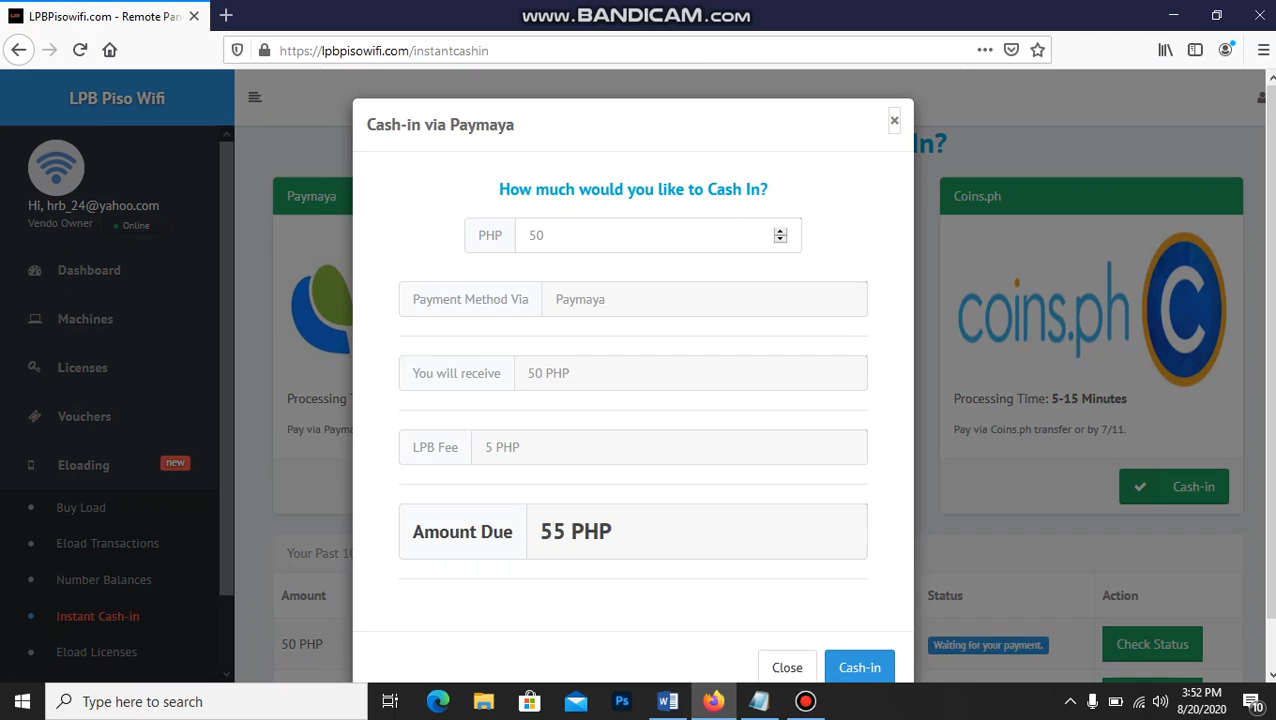 LPBPisowifi.com - Remote Pan
www.BANDICAM.com
https://lpbpisowifi.com/instantcashin
LPB Piso Wifi
Hi, hrb_24@yahoo.com
Vendo Owner
Online
Dashboard
Machines
Licenses
Vouchers
Eloading
new
Buy Load
Eload Transactions
Number Balances
Instant Cash-in
Eload Licenses
In?
Paymaya
Processing
Pay via Payma
Your Past 10
Amount
50 PHP
Cash-in via Paymaya
×
How much would you like to Cash In?
PHP 50
Payment Method Via Paymaya
You will receive 50 PHP
LPB Fee 5 PHP
Amount Due 55 PHP
Close
Cash-in
Coins.ph
coins.ph C
Processing Time: 5-15 Minutes
Pay via Coins.ph transfer or by 7/11.
Cash-in
Status
Action
Waiting for your payment.
Check Status
Type here to search
Ps
W
3:52 PM
8/20/2020
10